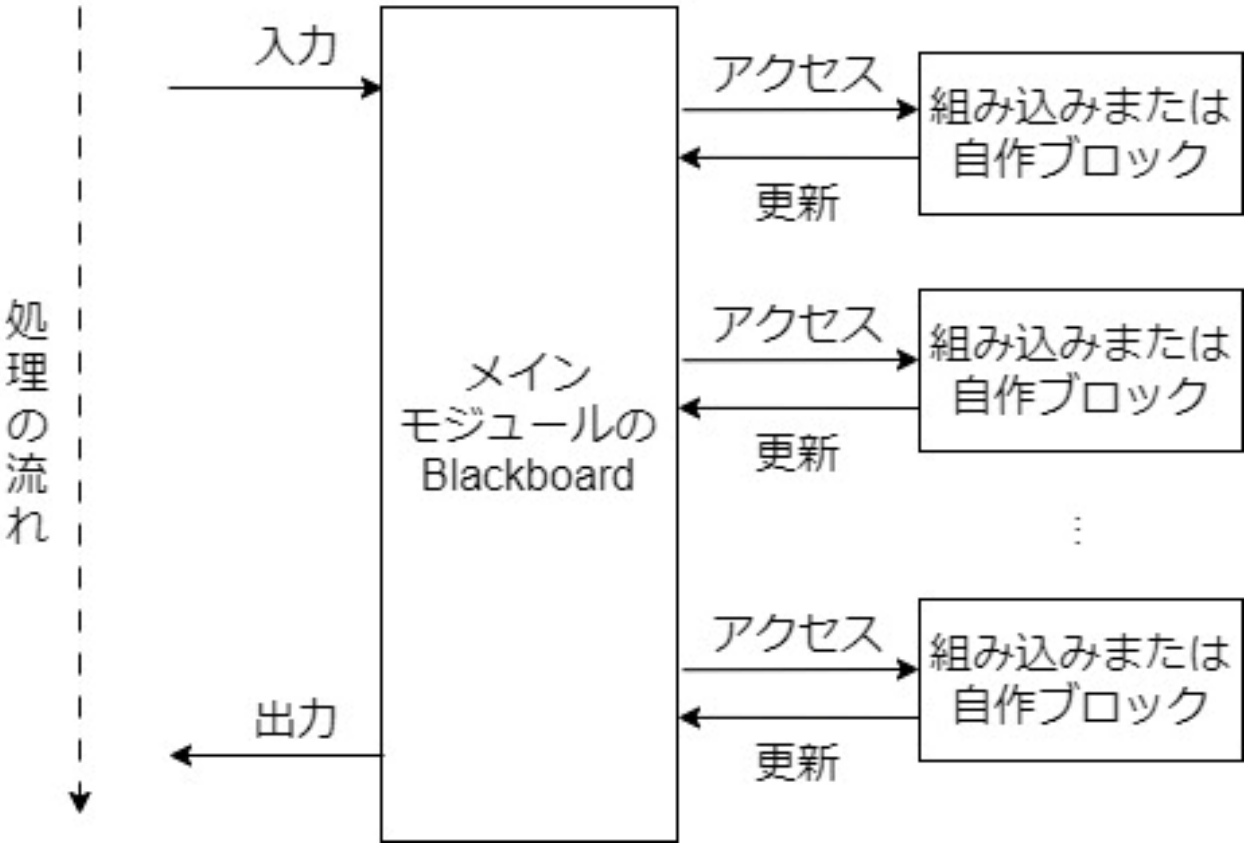 入力
アクセス
組み込みまたは
自作ブロック
更新
処理の流れ
メイン
モジュールの
Blackboard
アクセス
組み込みまたは
自作ブロック
更新
⋮
アクセス
組み込みまたは
自作ブロック
更新
出力